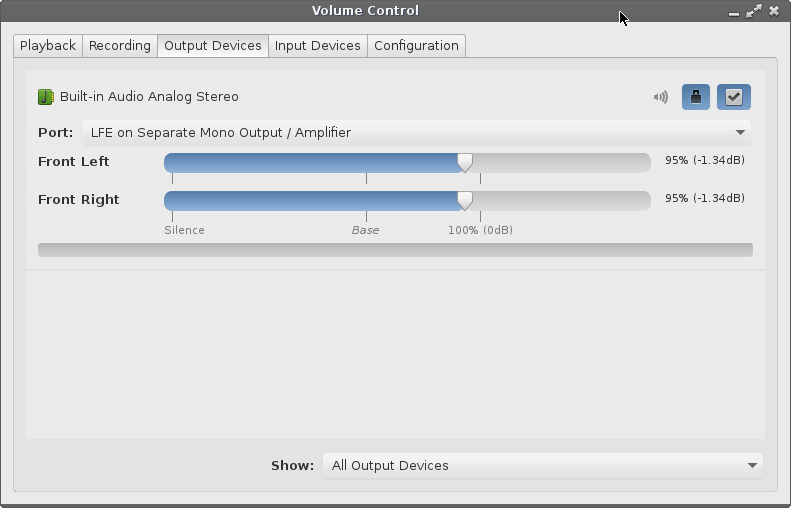 Volume Control
Playback Recording Output Devices Input Devices Configuration
Built-in Audio Analog Stereo
Port: LFE on Separate Mono Output / Amplifier
Front Left 95% (-1.34dB)
Front Right 95% (-1.34dB)
Silence Base 100% (0dB)
Show: All Output Devices